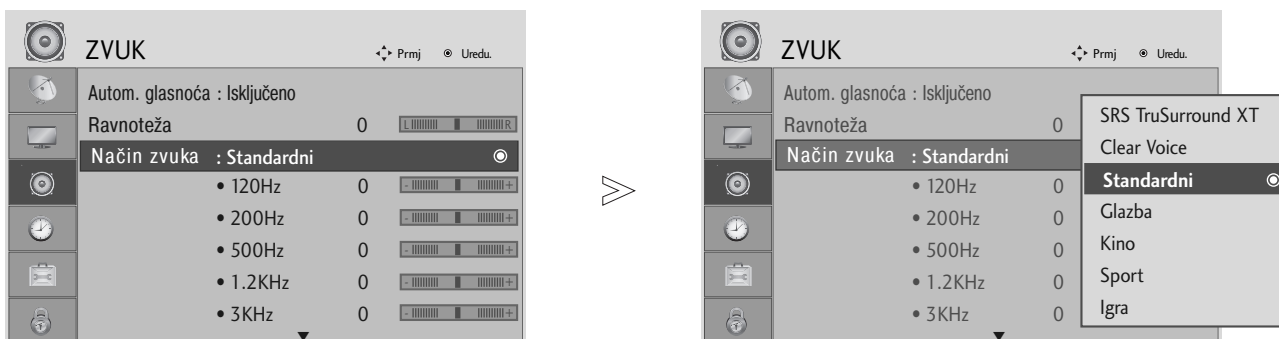 ZVUK Prmj Uredu.
Autom. glasnoća : Isključeno
Ravnoteža 0 L R
Način zvuka : Standardni
• 120Hz 0 - +
• 200Hz 0 - +
• 500Hz 0 - +
• 1.2KHz 0 - +
• 3KHz 0 - +
ZVUK Prmj Uredu.
Autom. glasnoća : Isključeno
Ravnoteža 0
Način zvuka : Standardni
• 120Hz 0
• 200Hz 0
• 500Hz 0
• 1.2KHz 0
• 3KHz 0
SRS TruSurround XT
Clear Voice
Standardni
Glazba
Kino
Sport
Igra